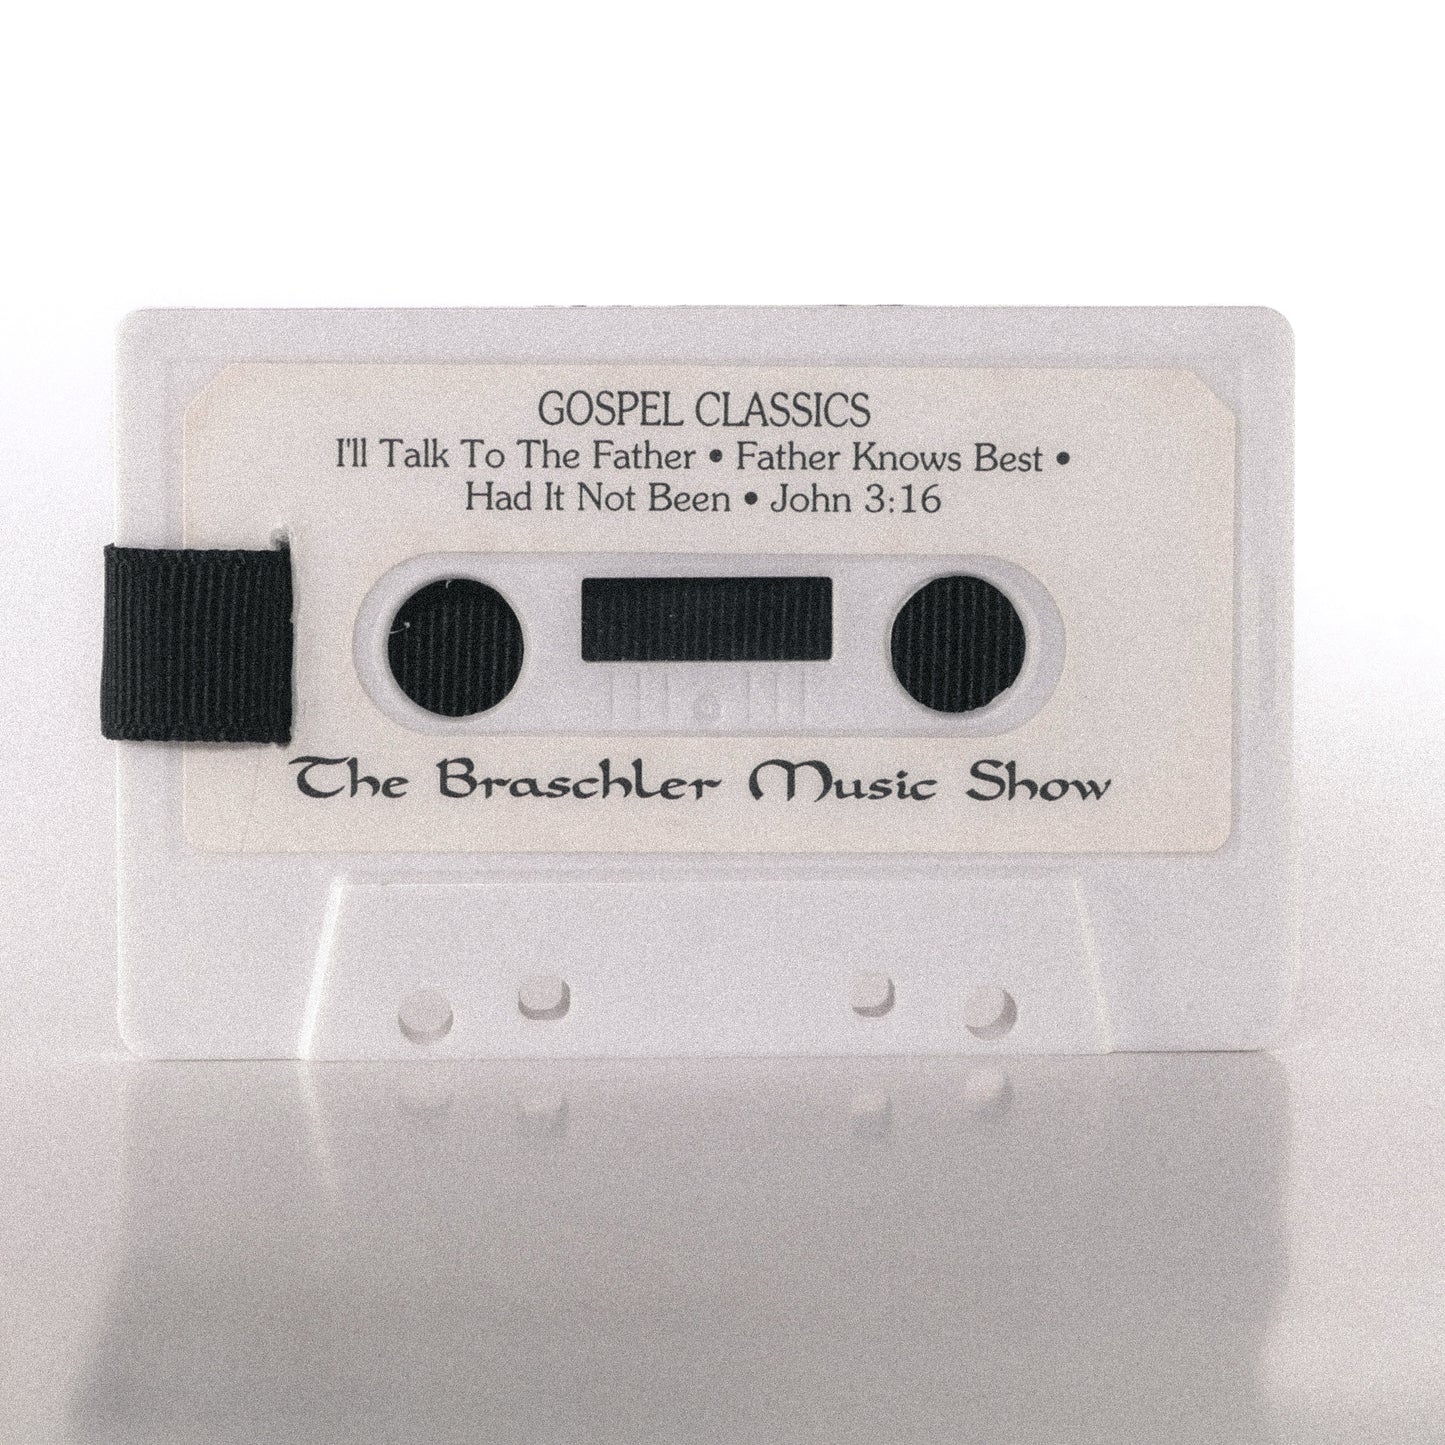 GOSPEL CLASSICS
I'll Talk To The Father • Father Knows Best •
Had It Not Been • John 3:16
The Braschler Music Show